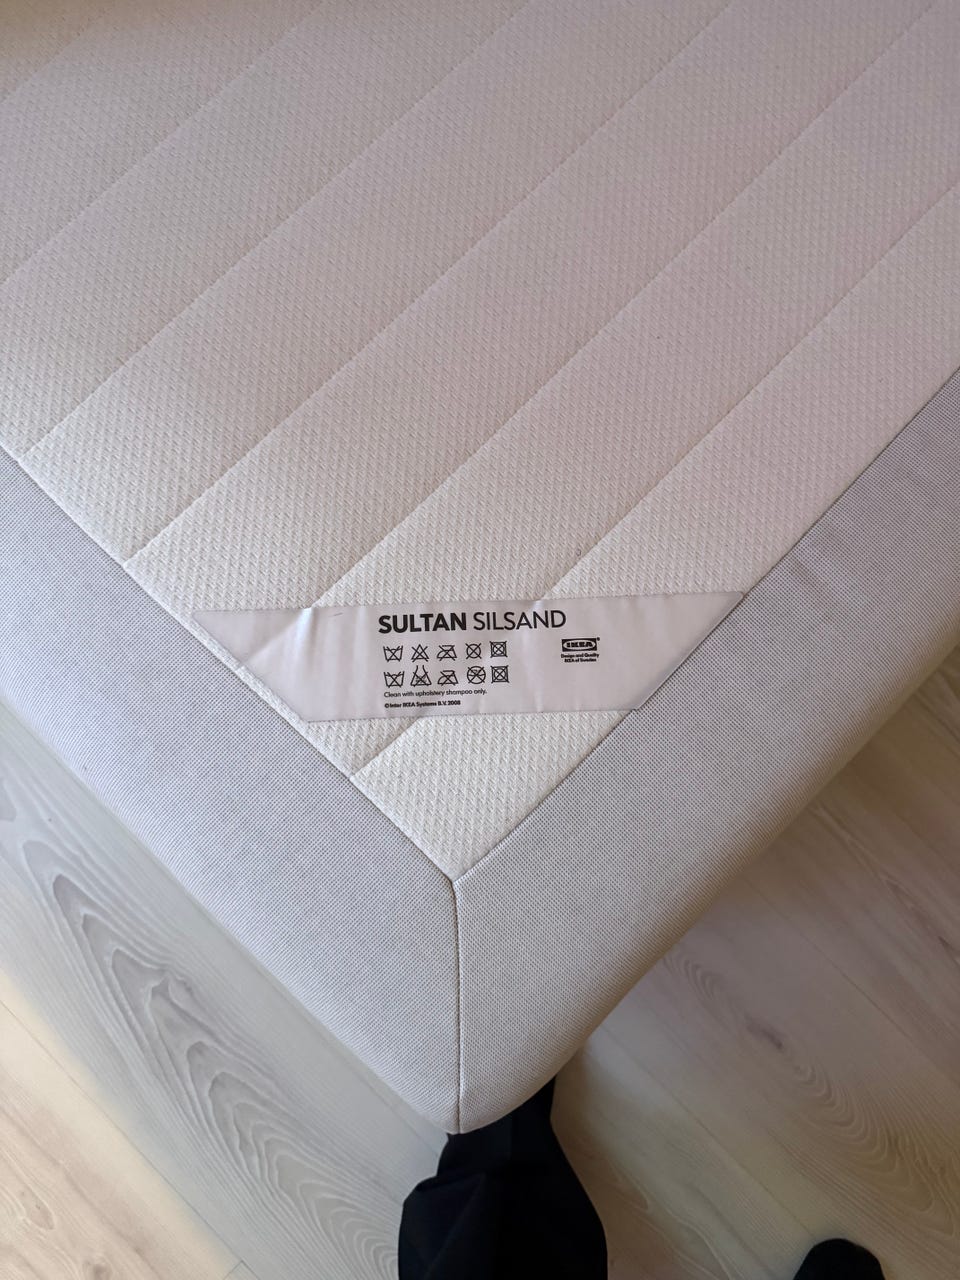 SULTAN SILSAND
IKEA®
Design and Quality
IKEA of Sweden
Clean with upholstery shampoo only.
© Inter IKEA Systems B.V. 2008